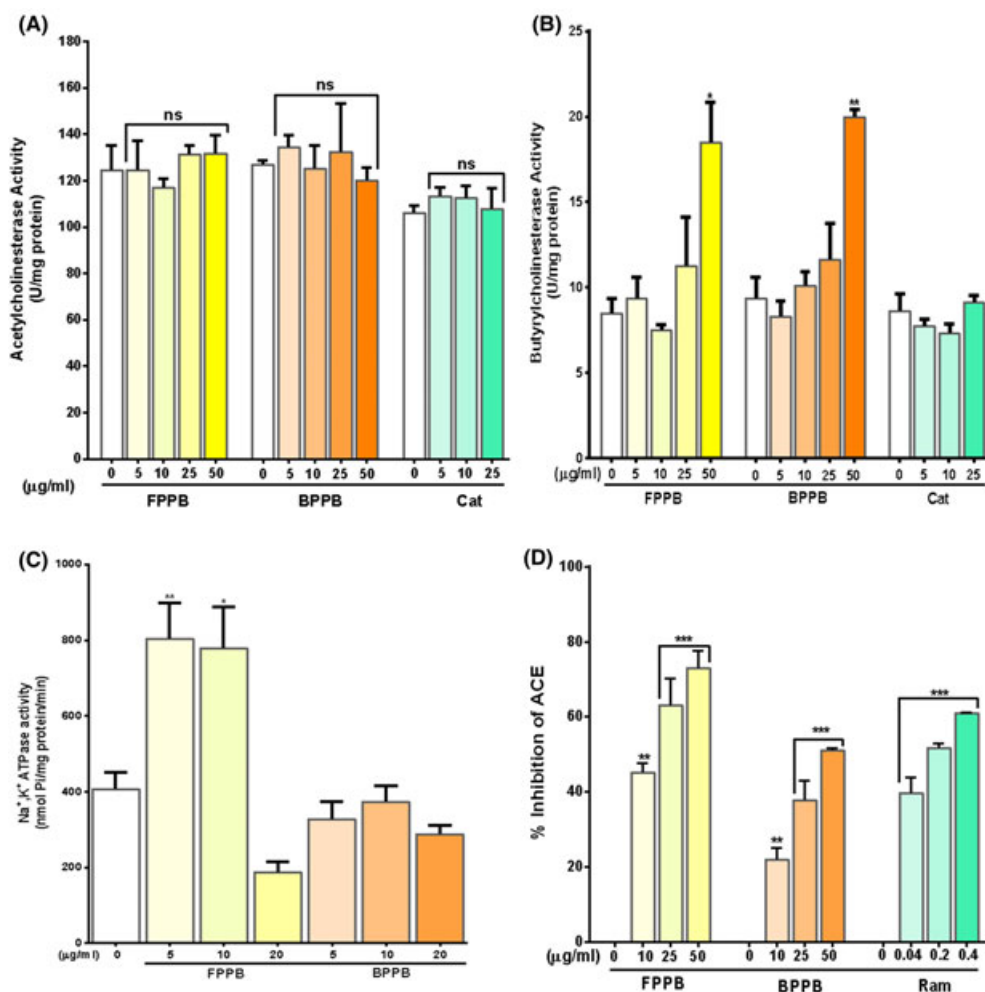 (A)
Acetylcholinesterase Activity
(U/mg protein)
180
160
140
120
100
80
60
40
20
0
ns
ns
ns
0 5 10 25 50 0 5 10 25 50 0 5 10 25
(μg/ml)
FPPB BPPB Cat
(B)
Butyrylcholinesterase Activity
(U/mg protein)
25
20
15
10
5
0
*
**
(μg/ml) 0 5 10 25 50 0 5 10 25 50 0 5 10 25
FPPB BPPB Cat
(C)
Na⁺,K⁺ ATPase activity
(nmol Pi/mg protein/min)
1000
800
600
400
200
0
**
*
(μg/ml) 0 5 10 20 5 10 20
FPPB BPPB
(D)
% Inhibition of ACE
100
80
60
40
20
0
**
***
**
***
***
0 10 25 50 0 10 25 50 0 0.04 0.2 0.4
(μg/ml)
FPPB BPPB Ram